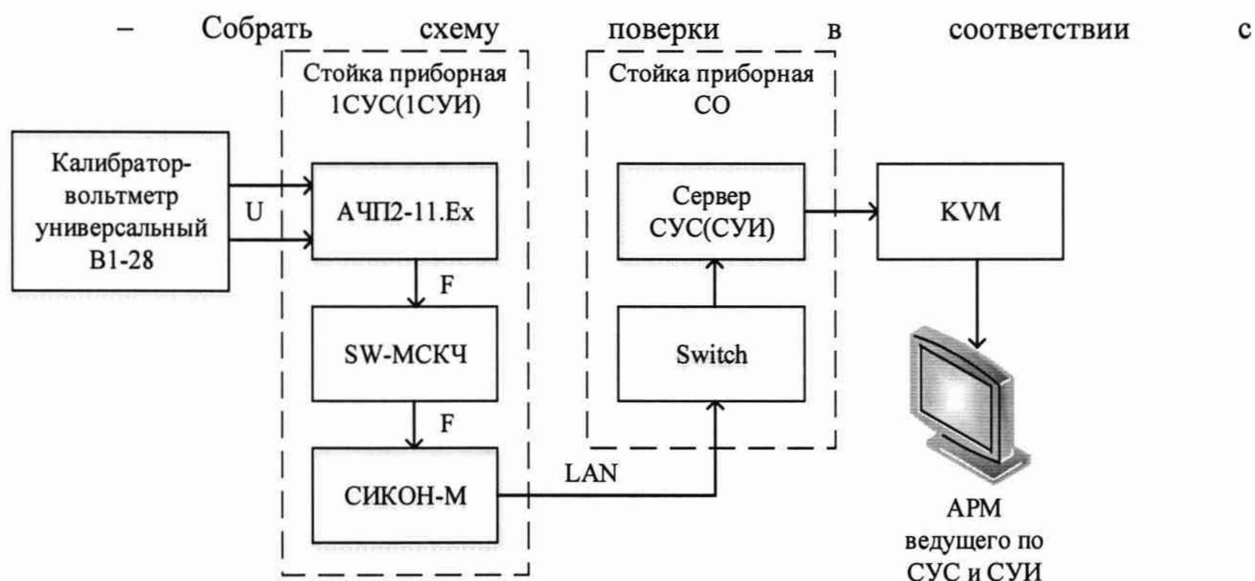 – Собрать схему поверки в соответствии с
Стойка приборная
1СУС(1СУИ)
Стойка приборная
СО
Калибратор-
вольтметр
универсальный
В1-28
U
АЧП2-11.Ex
F
SW-МСКЧ
F
СИКОН-М
LAN
Сервер
СУС(СУИ)
Switch
KVM
АРМ
ведущего по
СУС и СУИ